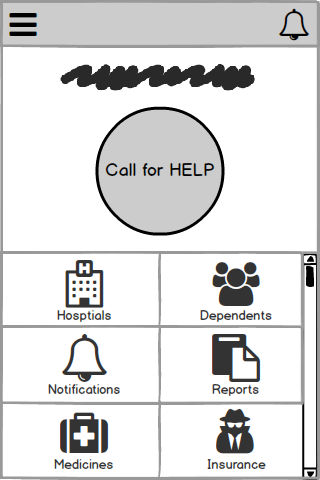 Call for HELP
H
Hosptials
Dependents
Notifications
Reports
Medicines
Insurance